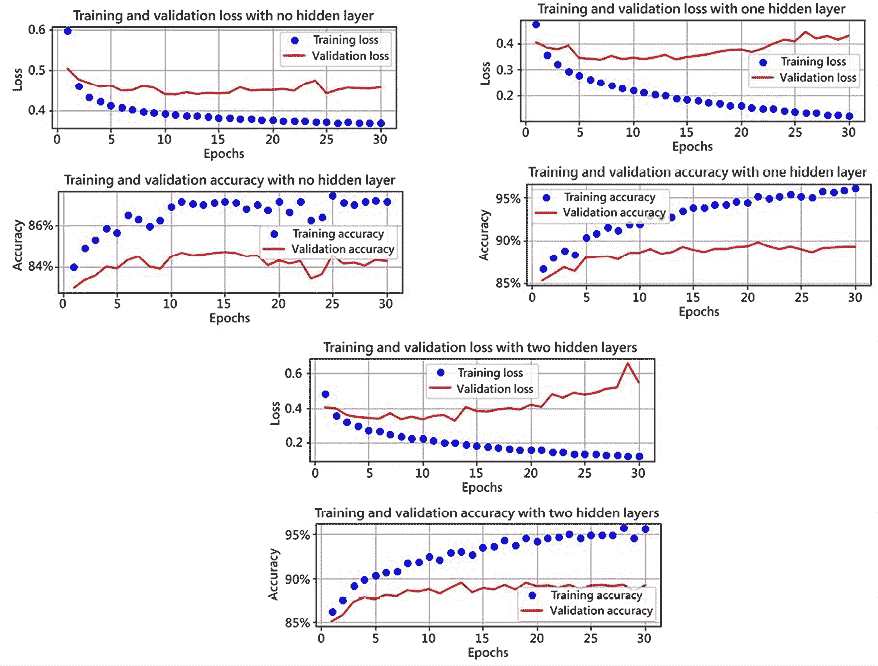 Training and validation loss with no hidden layer
0.6
0.5
0.4
Loss
Training loss
Validation loss
0 5 10 15 20 25 30
Epochs
Training and validation loss with one hidden layer
0.4
0.3
0.2
Loss
Training loss
Validation loss
0 5 10 15 20 25 30
Epochs
Training and validation accuracy with no hidden layer
86%
84%
Accuracy
Training accuracy
Validation accuracy
0 5 10 15 20 25 30
Epochs
Training and validation accuracy with one hidden layer
95%
90%
85%
Accuracy
Training accuracy
Validation accuracy
0 5 10 15 20 25 30
Epochs
Training and validation loss with two hidden layers
0.6
0.4
0.2
Loss
Training loss
Validation loss
0 5 10 15 20 25 30
Epochs
Training and validation accuracy with two hidden layers
95%
90%
85%
Accuracy
Training accuracy
Validation accuracy
0 5 10 15 20 25 30
Epochs